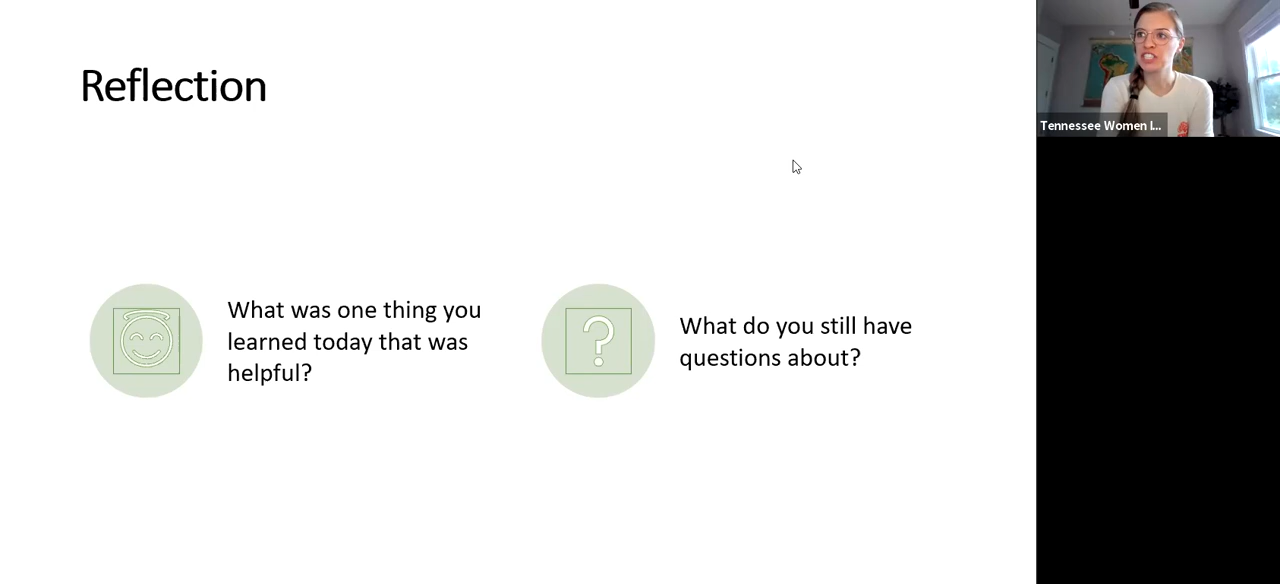 Reflection
What was one thing you
learned today that was
helpful?
What do you still have
questions about?
Tennessee Women I...